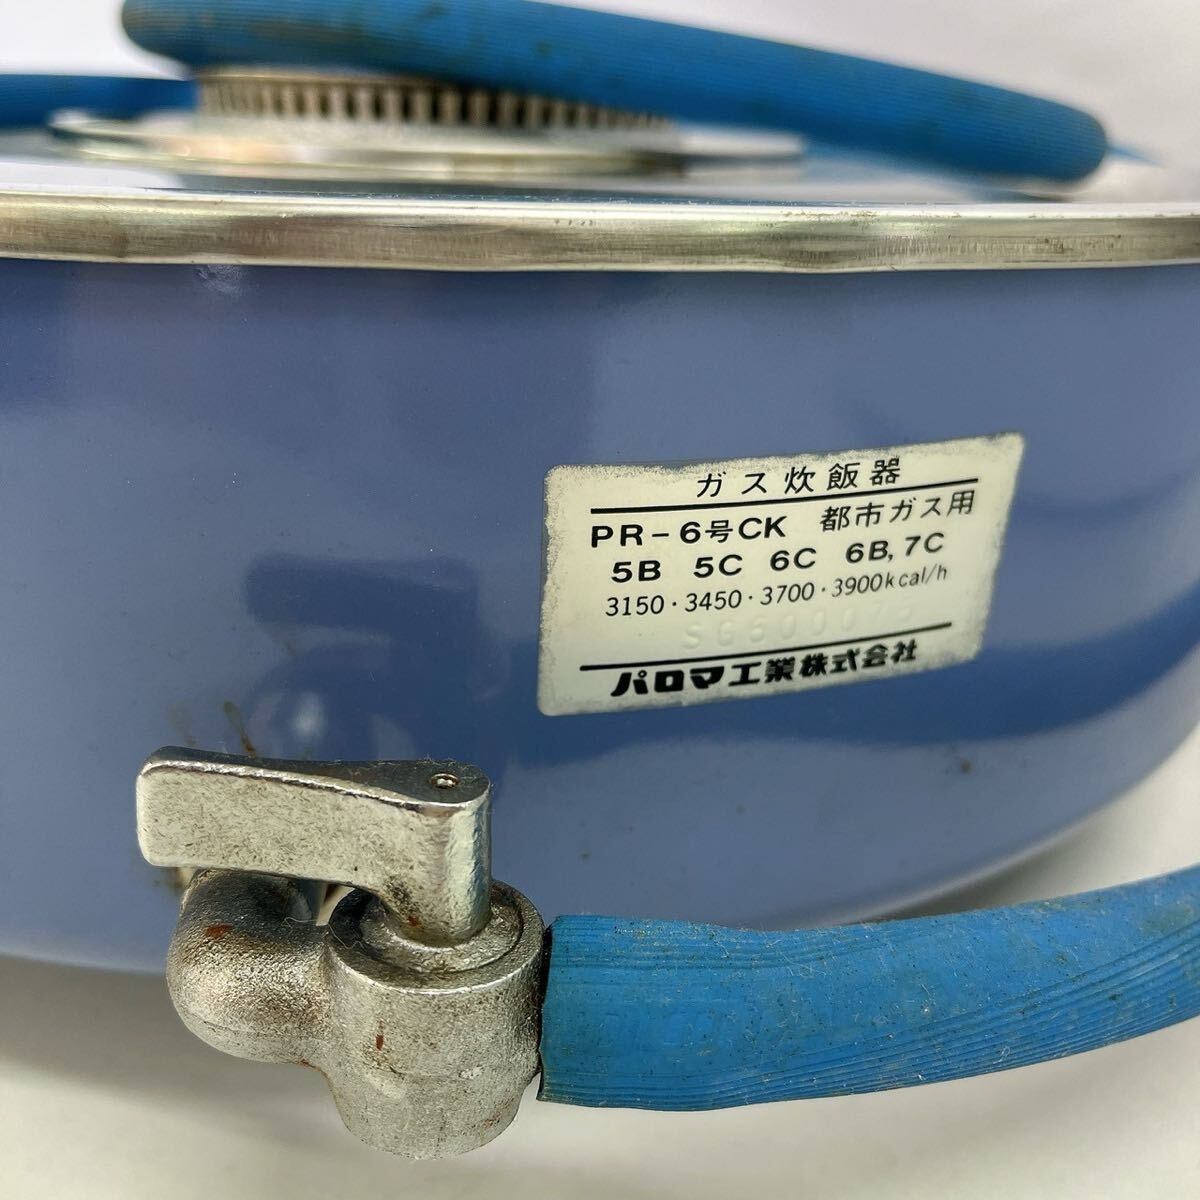 ガス炊飯器
PR-6号CK 都市ガス用
5B 5C 6C 6B,7C
3150・3450・3700・3900kcal/h
パロマ工業株式会社